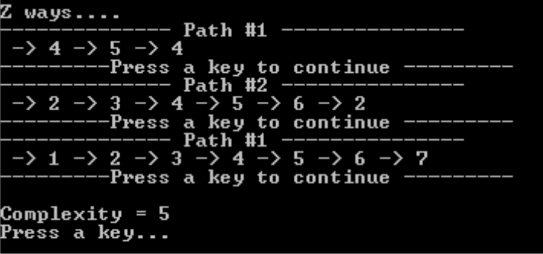 Z ways....
-------------- Path #1 ---------------
-> 4 -> 5 -> 4
---------Press a key to continue ---------
-------------- Path #2 ---------------
-> 2 -> 3 -> 4 -> 5 -> 6 -> 2
---------Press a key to continue ---------
-------------- Path #1 ---------------
-> 1 -> 2 -> 3 -> 4 -> 5 -> 6 -> 7
---------Press a key to continue ---------
Complexity = 5
Press a key...